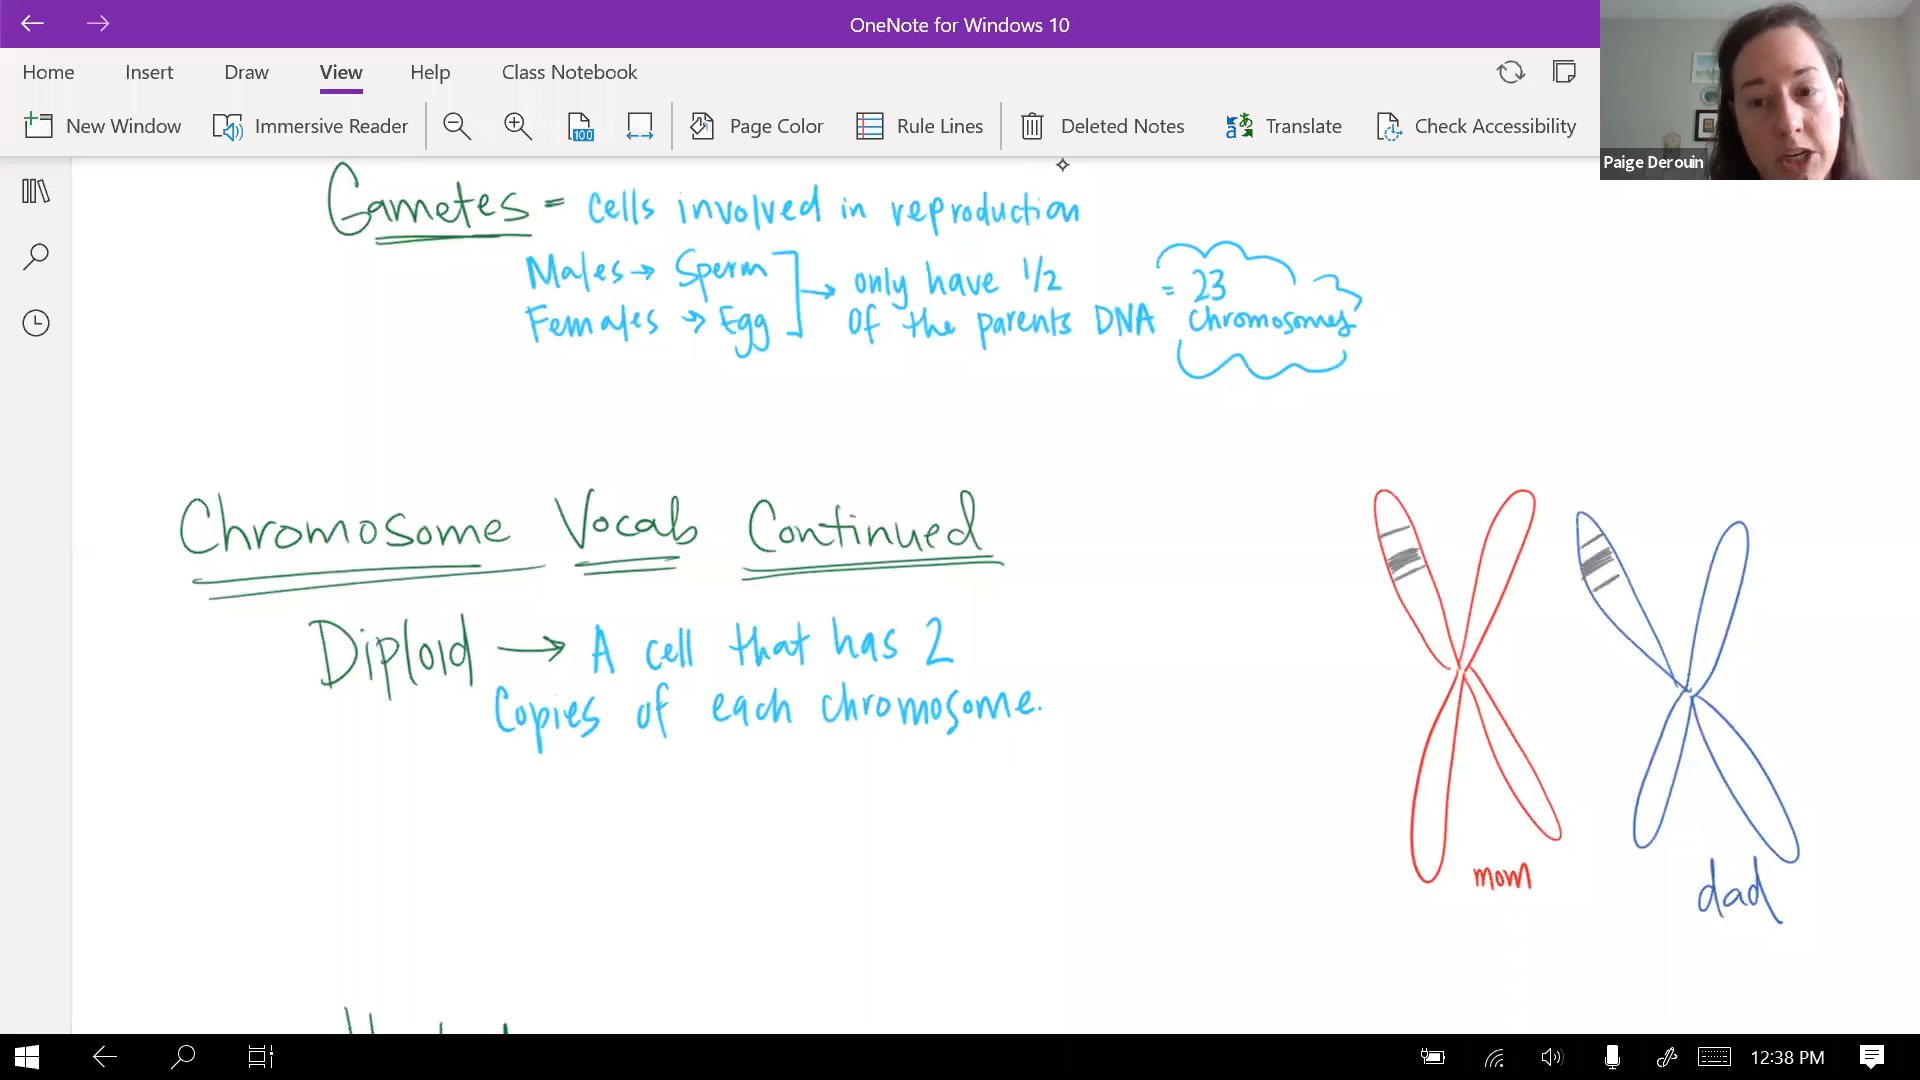 OneNote for Windows 10
Home Insert Draw View Help Class Notebook
New Window Immersive Reader 100 Page Color Rule Lines Deleted Notes Translate Check Accessibility
Paige Derouin
Gametes = cells involved in reproduction
Males → Sperm
Females → Egg
→ only have 1/2
of the parents DNA
= 23
chromosomes
Chromosome Vocab Continued
Diploid → A cell that has 2
Copies of each chromosome.
mom
dad
12:38 PM